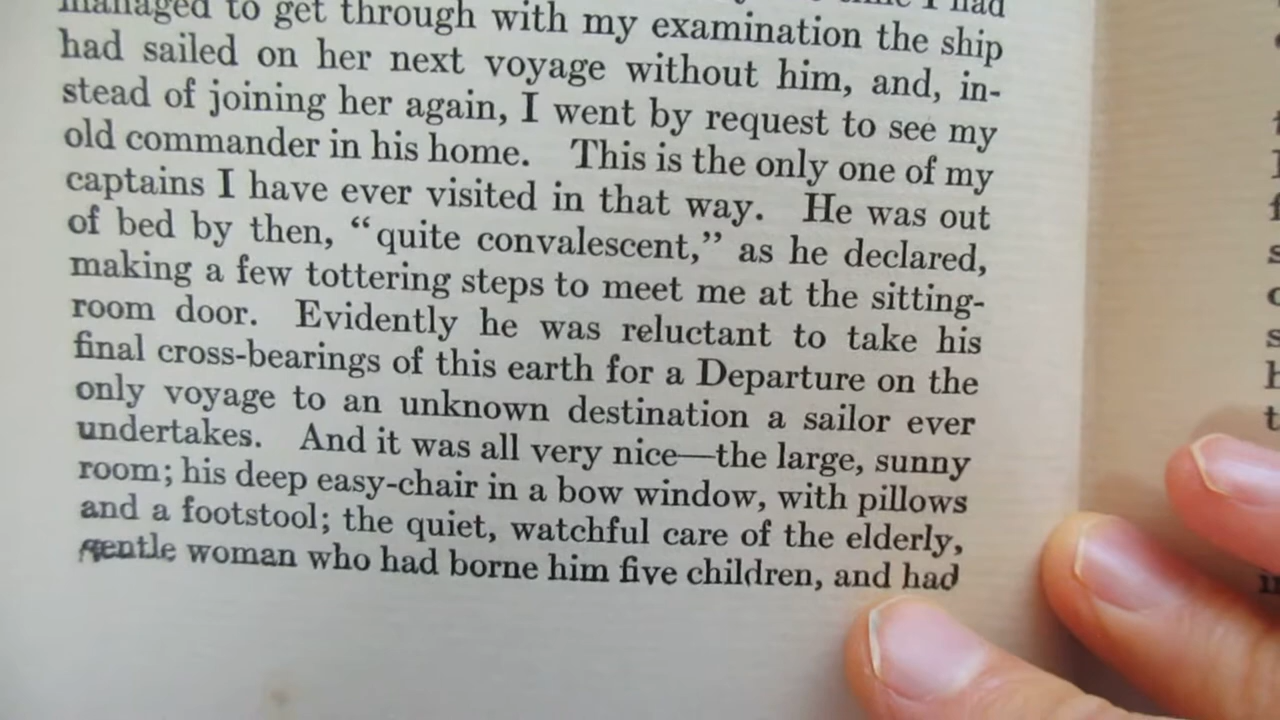 managed to get through with my examination the ship
had sailed on her next voyage without him, and, in-
stead of joining her again, I went by request to see my
old commander in his home. This is the only one of my
captains I have ever visited in that way. He was out
of bed by then, “quite convalescent,” as he declared,
making a few tottering steps to meet me at the sitting-
room door. Evidently he was reluctant to take his
final cross-bearings of this earth for a Departure on the
only voyage to an unknown destination a sailor ever
undertakes. And it was all very nice—the large, sunny
room; his deep easy-chair in a bow window, with pillows
and a footstool; the quiet, watchful care of the elderly,
gentle woman who had borne him five children, and had